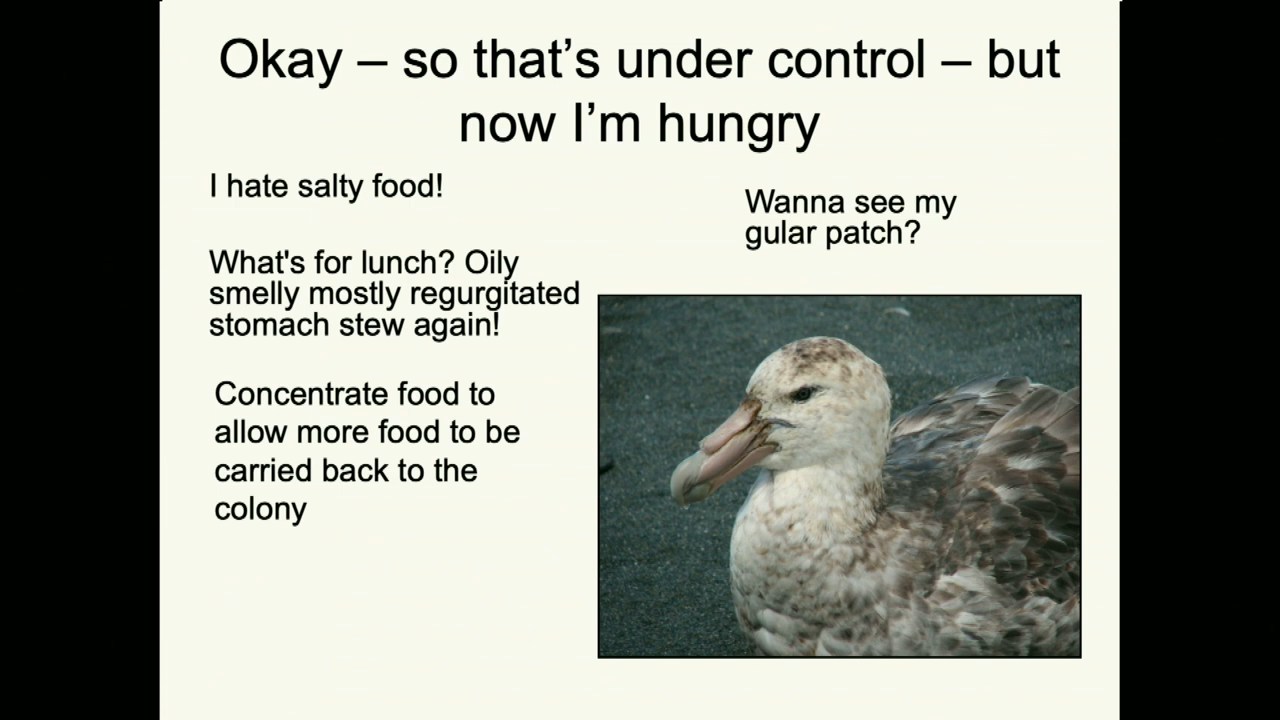 Okay – so that’s under control – but
now I’m hungry
I hate salty food!
Wanna see my
gular patch?
What's for lunch? Oily
smelly mostly regurgitated
stomach stew again!
Concentrate food to
allow more food to be
carried back to the
colony